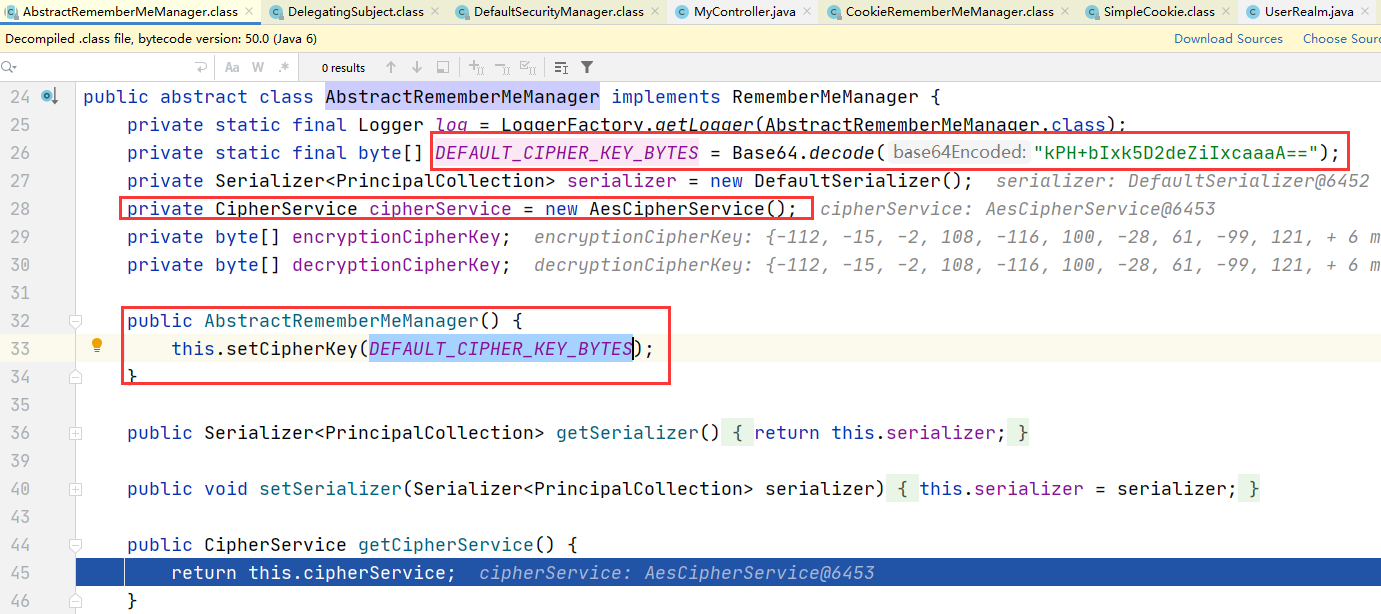 AbstractRememberMeManager.class × DelegatingSubject.class × DefaultSecurityManager.class × MyController.java × CookieRememberMeManager.class × SimpleCookie.class × UserRealm.java ×
Decompiled .class file, bytecode version: 50.0 (Java 6) Download Sources Choose Sour
Aa W .* 0 results
24 public abstract class AbstractRememberMeManager implements RememberMeManager {
25 private static final Logger log = LoggerFactory.getLogger(AbstractRememberMeManager.class);
26 private static final byte[] DEFAULT_CIPHER_KEY_BYTES = Base64.decode( base64Encoded: "kPH+bIxk5D2deZiIxcaaaA==");
27 private Serializer<PrincipalCollection> serializer = new DefaultSerializer(); serializer: DefaultSerializer@6452
28 private CipherService cipherService = new AesCipherService(); cipherService: AesCipherService@6453
29 private byte[] encryptionCipherKey; encryptionCipherKey: {-112, -15, -2, 108, -116, 100, -28, 61, -99, 121, + 6 m
30 private byte[] decryptionCipherKey; decryptionCipherKey: {-112, -15, -2, 108, -116, 100, -28, 61, -99, 121, + 6 m
31
32 public AbstractRememberMeManager() {
33 this.setCipherKey(DEFAULT_CIPHER_KEY_BYTES);
34 }
35
36 public Serializer<PrincipalCollection> getSerializer() { return this.serializer; }
39
40 public void setSerializer(Serializer<PrincipalCollection> serializer) { this.serializer = serializer; }
43
44 public CipherService getCipherService() {
45 return this.cipherService; cipherService: AesCipherService@6453
46 }